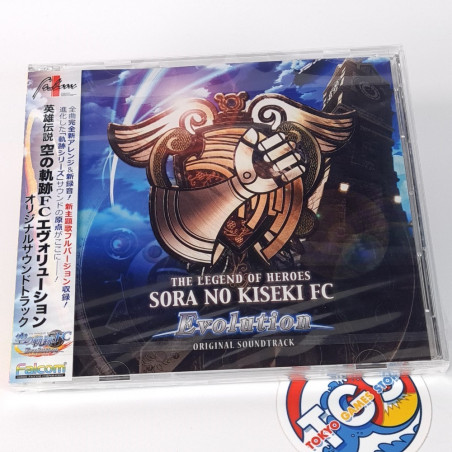 全曲完全新アレンジ&新録音!新主題歌フルバージョン収録!
進化した「軌跡シリーズ」サウンドの原点がここに――!
英雄伝説 空の軌跡FC エヴォリューション
オリジナルサウンドトラック
Falcom
THE LEGEND OF HEROES
SORA NO KISEKI FC
Evolution
ORIGINAL SOUNDTRACK
TGS
TOKYO GAMES STORE